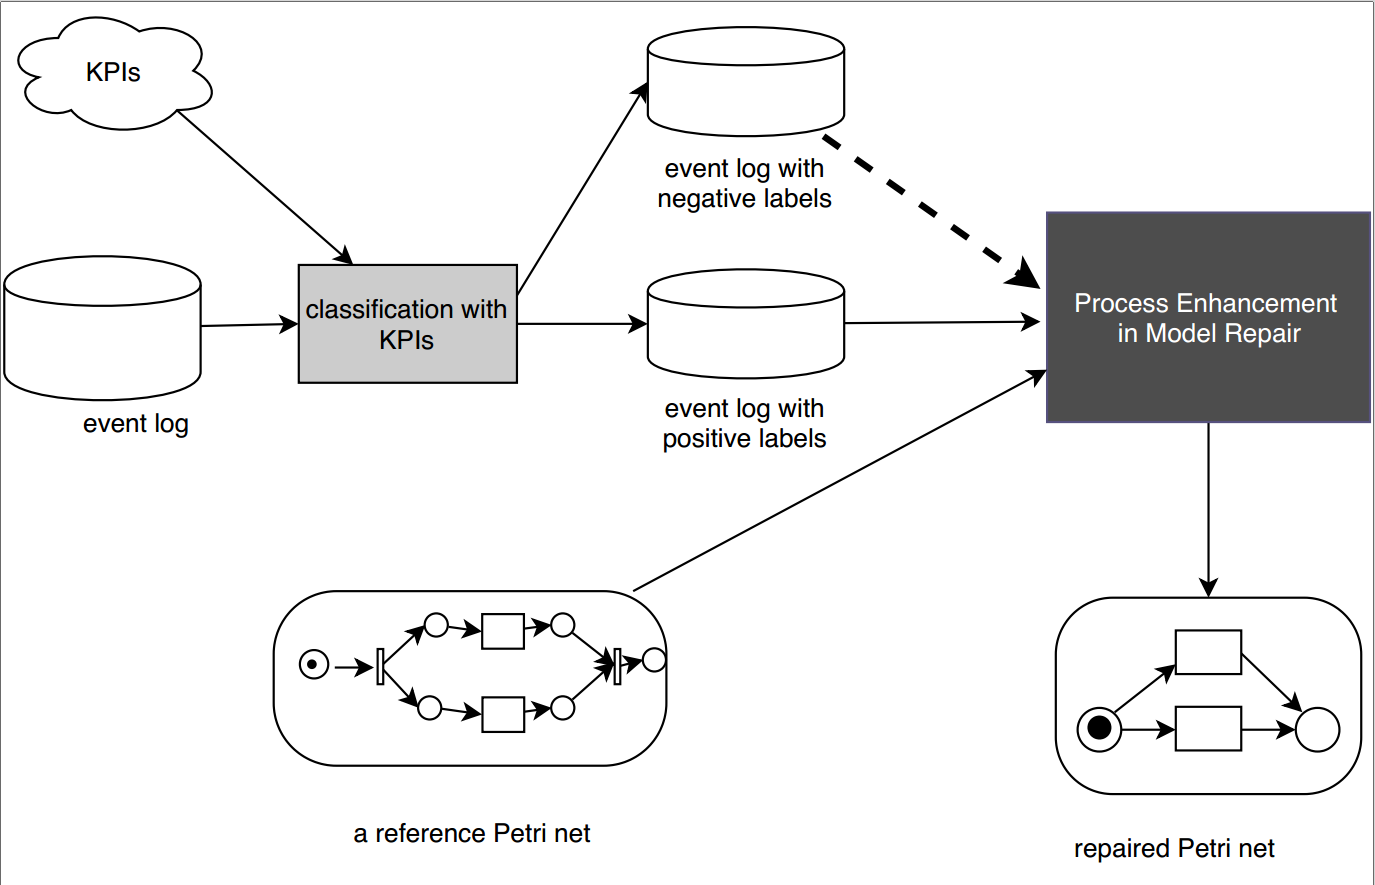 KPIs
event log with
negative labels
classification with
KPIs
Process Enhancement
in Model Repair
event log
event log with
positive labels
a reference Petri net
repaired Petri net